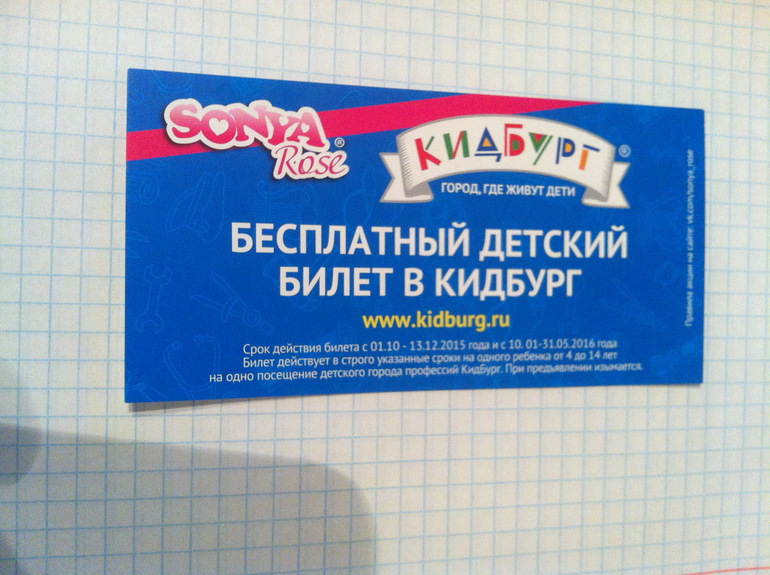 SONYA
Rose ®
КИДБУРГ ®
ГОРОД, ГДЕ ЖИВУТ ДЕТИ
БЕСПЛАТНЫЙ ДЕТСКИЙ
БИЛЕТ В КИДБУРГ
www.kidburg.ru
Срок действия билета с 01.10 - 13.12.2015 года и с 10. 01-31.05.2016 года
Билет действует в строго указанные сроки на одного ребенка от 4 до 14 лет
на одно посещение детского города профессий КидБург. При предъявлении изымается.
Правила акции на сайте: vk.com/sonya_rose